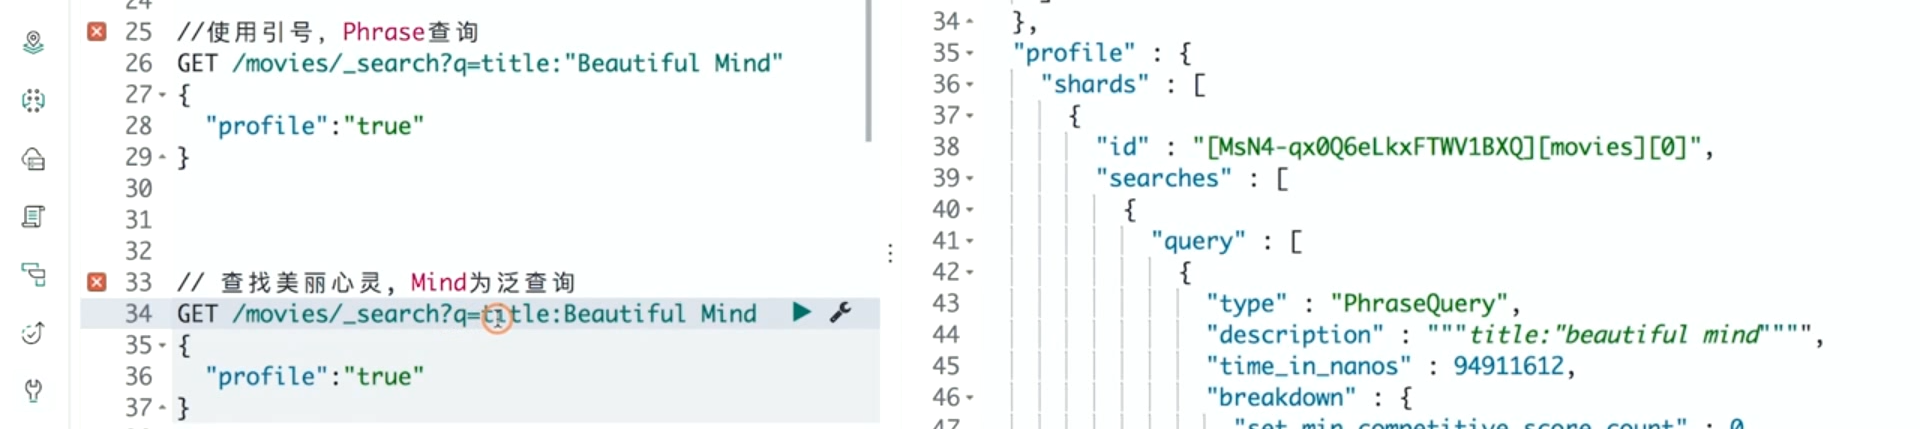 24
25 //使用引号，Phrase查询
26 GET /movies/_search?q=title:"Beautiful Mind"
27 {
28 "profile":"true"
29 }
30
31
32
33 // 查找美丽心灵，Mind为泛查询
34 GET /movies/_search?q=title:Beautiful Mind
35 {
36 "profile":"true"
37 }
34 },
35 "profile" : {
36 "shards" : [
37 {
38 "id" : "[MsN4-qx0Q6eLkxFTWV1BXQ][movies][0]",
39 "searches" : [
40 {
41 "query" : [
42 {
43 "type" : "PhraseQuery",
44 "description" : """title:"beautiful mind"""",
45 "time_in_nanos" : 94911612,
46 "breakdown" : {
47 "set_min_competitive_score_count" : 0